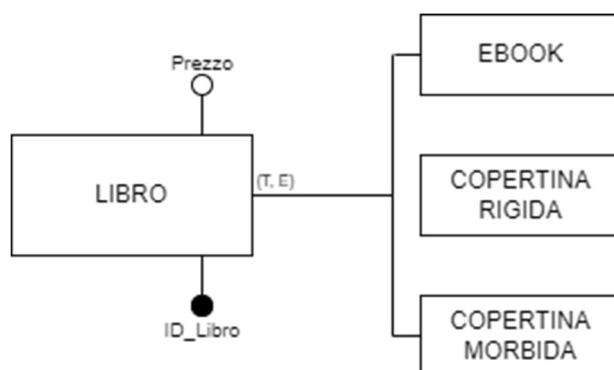 Prezzo
LIBRO
(T, E)
ID_Libro
EBOOK
COPERTINA
RIGIDA
COPERTINA
MORBIDA